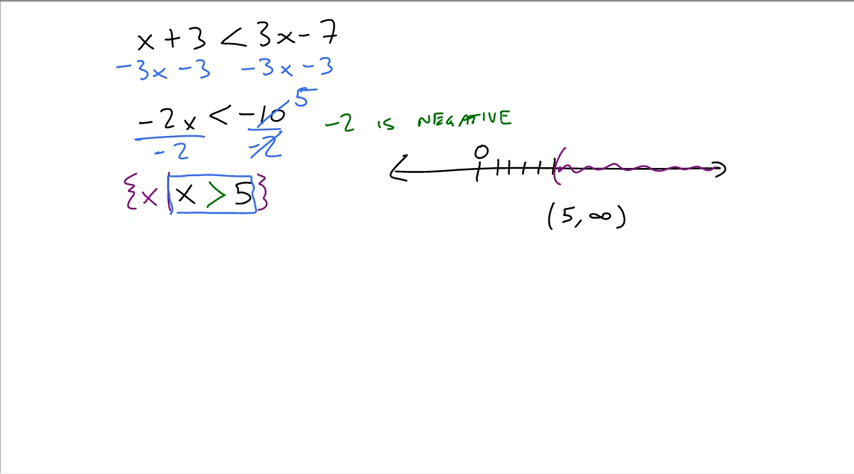 x + 3 < 3x - 7
-3x - 3 -3x - 3
-2x < -10 5
-2 -2
-2 IS NEGATIVE
0
{x | x > 5}
(5, ∞)